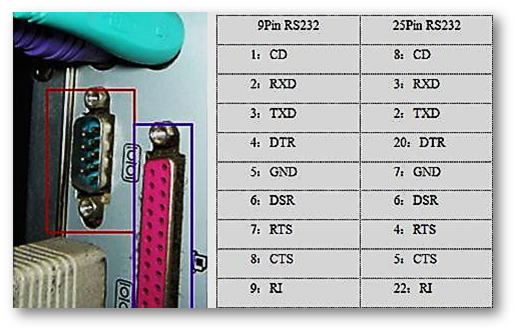 9Pin RS232 25Pin RS232
1: CD 8: CD
2: RXD 3: RXD
3: TXD 2: TXD
4: DTR 20: DTR
5: GND 7: GND
6: DSR 6: DSR
7: RTS 4: RTS
8: CTS 5: CTS
9: RI 22: RI